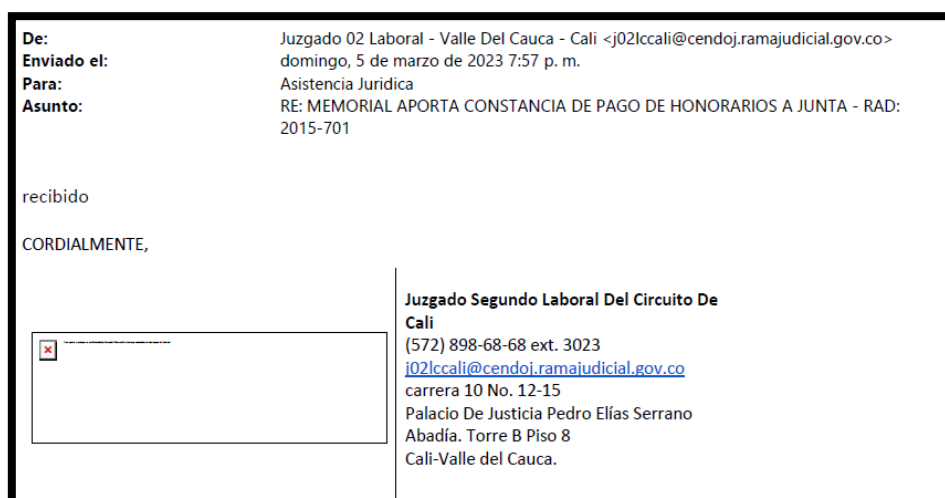 De: Juzgado 02 Laboral - Valle Del Cauca - Cali <j02lccali@cendoj.ramajudicial.gov.co>
Enviado el: domingo, 5 de marzo de 2023 7:57 p. m.
Para: Asistencia Juridica
Asunto: RE: MEMORIAL APORTA CONSTANCIA DE PAGO DE HONORARIOS A JUNTA - RAD:
2015-701
recibido
CORDIALMENTE,
Juzgado Segundo Laboral Del Circuito De
Cali
(572) 898-68-68 ext. 3023
j02lccali@cendoj.ramajudicial.gov.co
carrera 10 No. 12-15
Palacio De Justicia Pedro Elías Serrano
Abadía. Torre B Piso 8
Cali-Valle del Cauca.